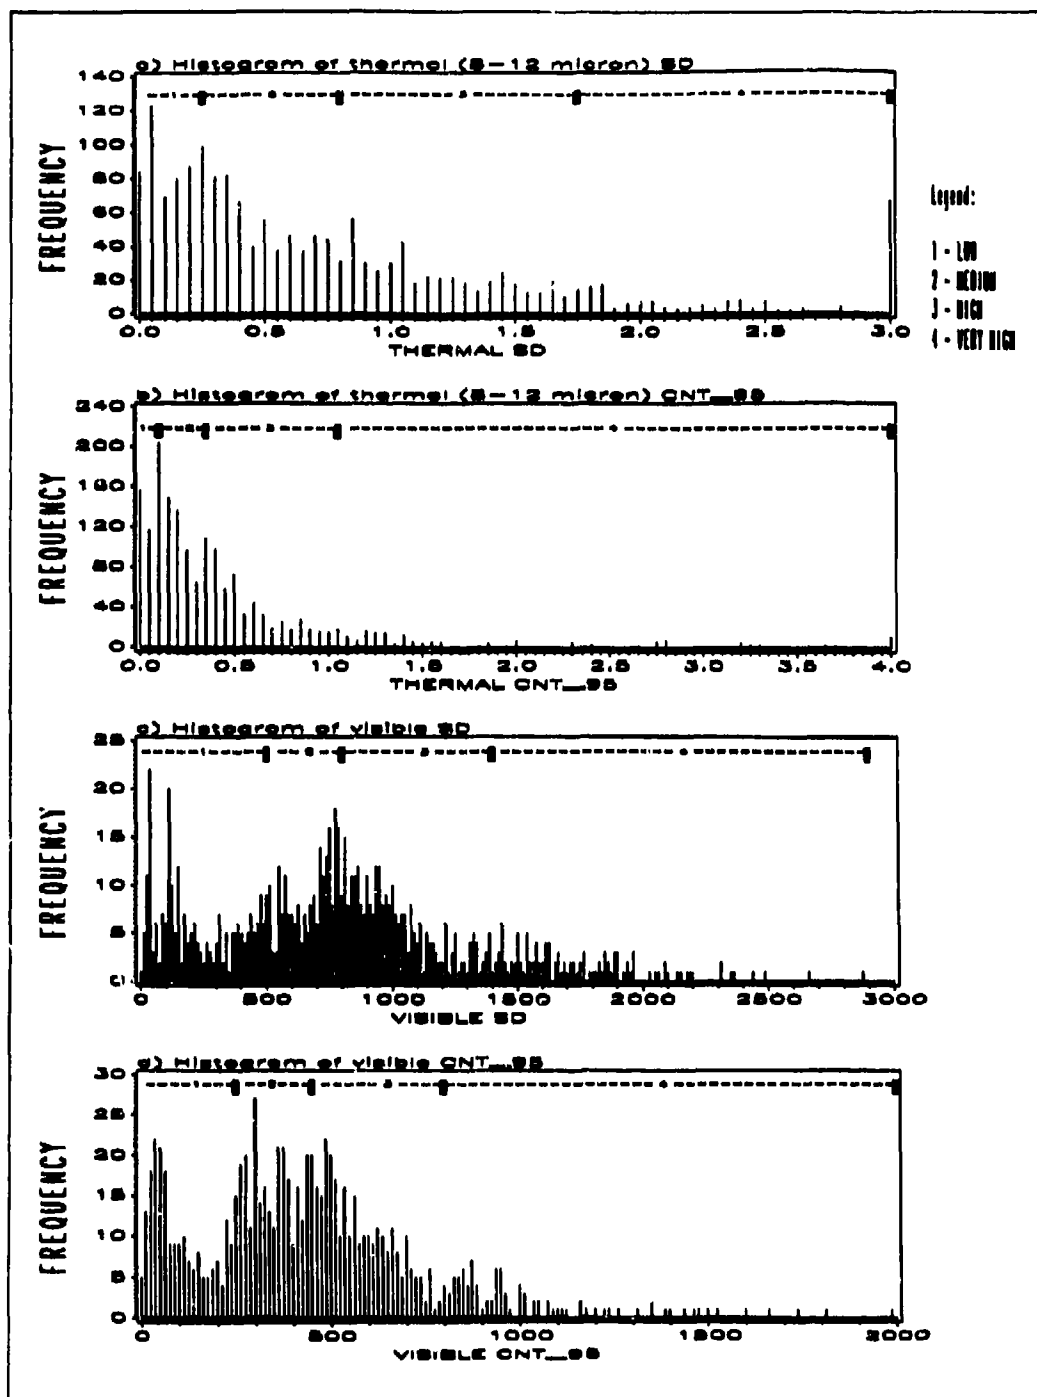 a) Histogram of thermal (8-12 micron) SD
140
120
100
80
60
40
20
0
FREQUENCY
0.0 0.5 1.0 1.5 2.0 2.5 3.0
THERMAL SD
Legend:
1 - LOW
2 - MEDIUM
3 - HIGH
4 - VERY HIGH
b) Histogram of thermal (8-12 micron) CNT_95
240
200
160
120
80
40
0
FREQUENCY
0.0 0.5 1.0 1.5 2.0 2.5 3.0 3.5 4.0
THERMAL CNT_95
c) Histogram of visible SD
25
20
15
10
5
0
FREQUENCY
0 500 1000 1500 2000 2500 3000
VISIBLE SD
d) Histogram of visible CNT_95
30
25
20
15
10
5
0
FREQUENCY
0 500 1000 1500 2000
VISIBLE CNT_95